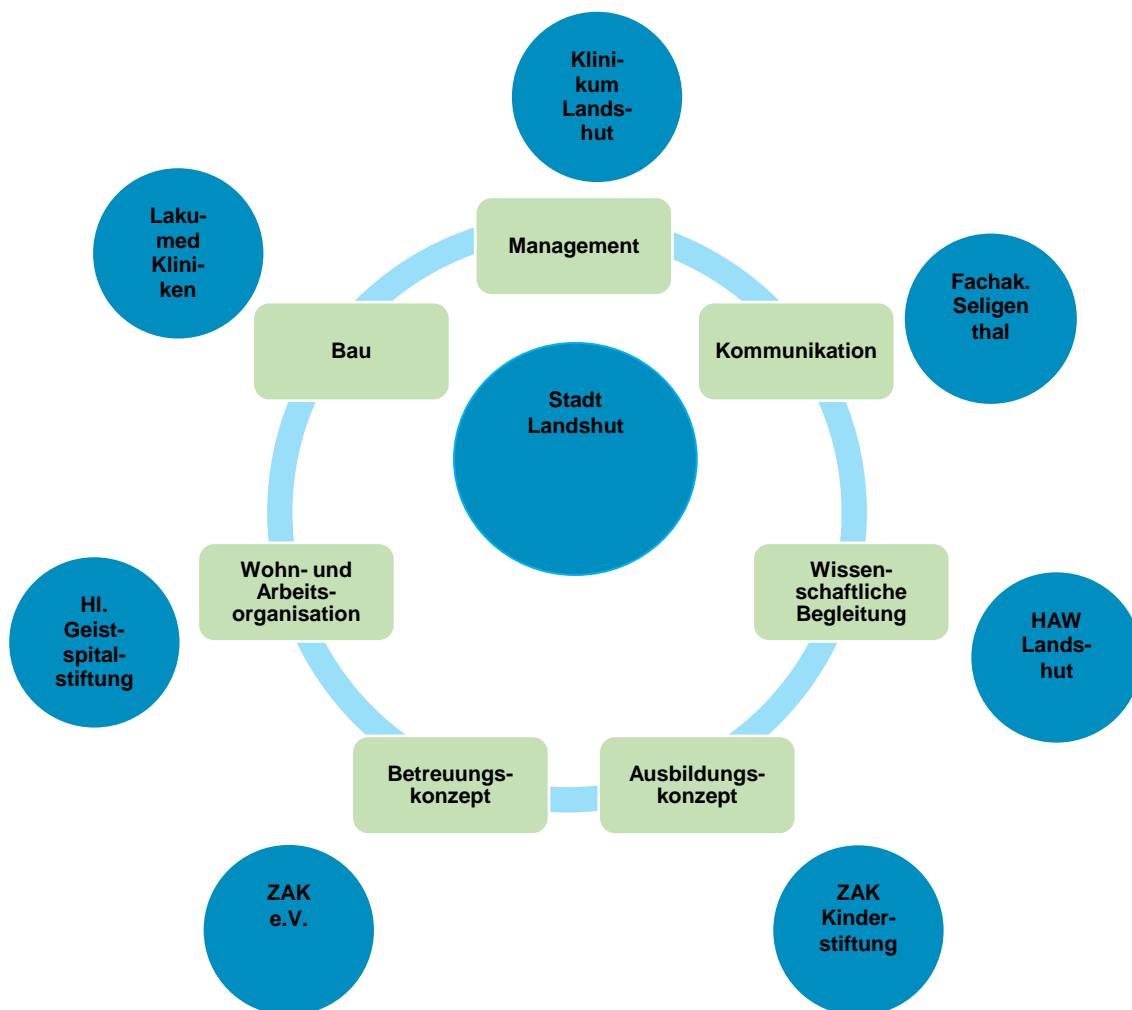 Klini-
kum
Lands-
hut
Laku-
med
Klini-
ken
Management
Fachak.
Seligen
thal
Bau
Kommunikation
Stadt
Landshut
Wohn- und
Arbeits-
organisation
Wissen-
schaftliche
Begleitung
Hl.
Geist-
spital-
stiftung
HAW
Lands-
hut
Betreuungs-
konzept
Ausbildungs-
konzept
ZAK
e.V.
ZAK
Kinder-
stiftung